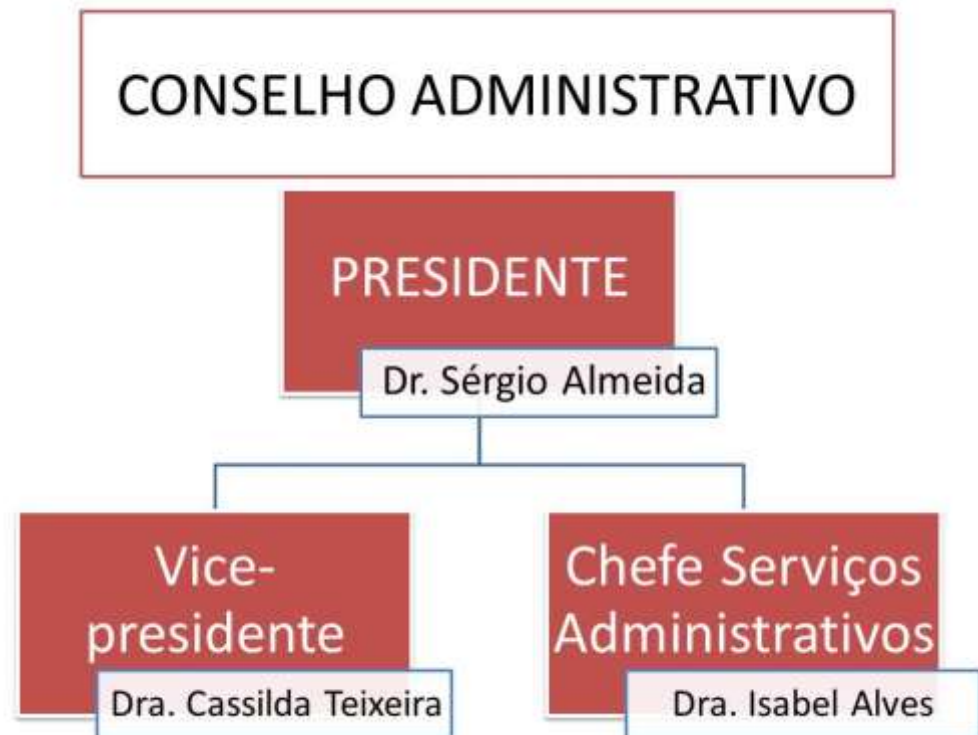 CONSELHO ADMINISTRATIVO
PRESIDENTE
Dr. Sérgio Almeida
Vice-
presidente
Dra. Cassilda Teixeira
Chefe Serviços
Administrativos
Dra. Isabel Alves